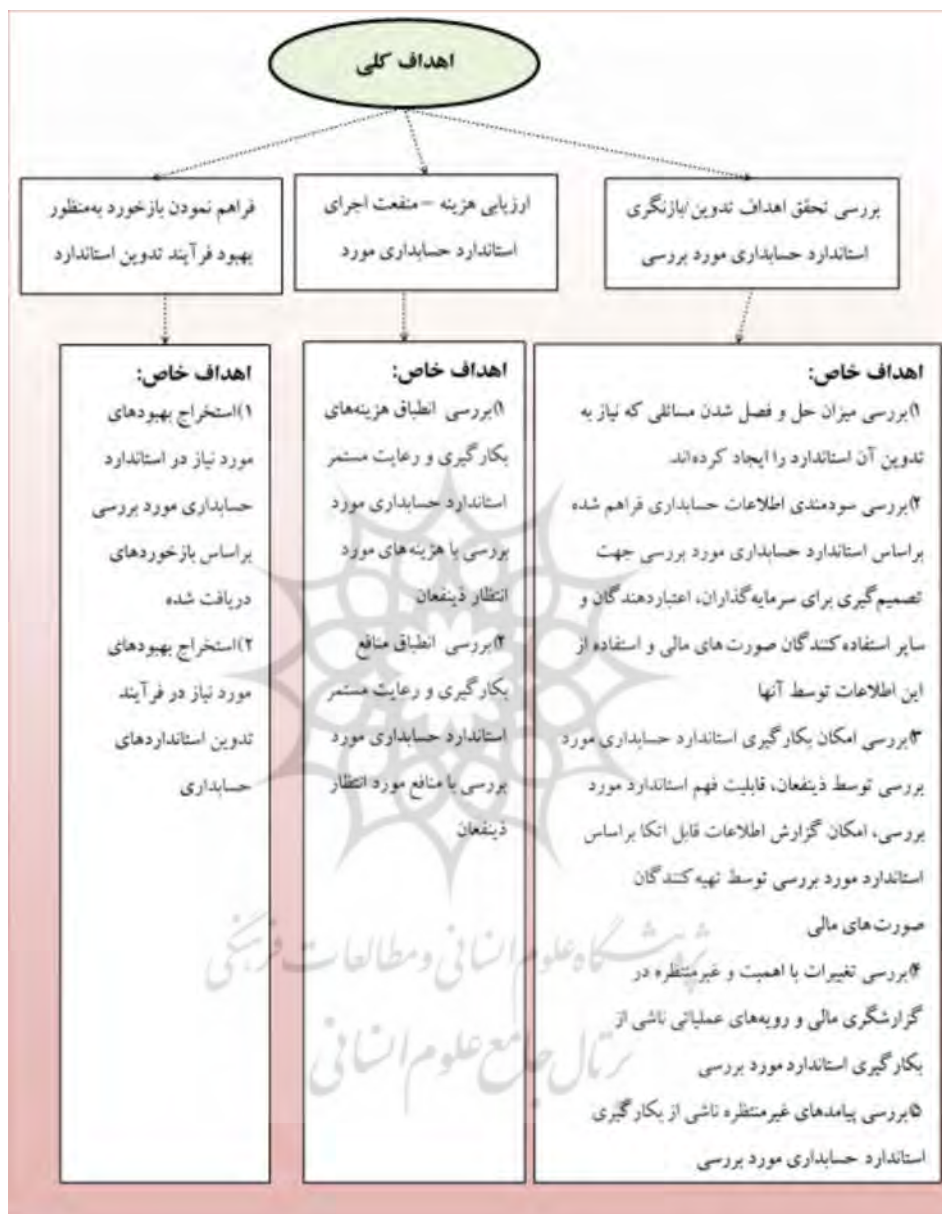 اهداف کلی
بررسی تحقق اهداف تدوین/بازنگری
استاندارد حسابداری مورد بررسی
ارزیابی هزینه – منفعت اجرای
استاندارد حسابداری مورد
فراهم نمودن بازخورد به‌منظور
بهبود فرآیند تدوین استاندارد
اهداف خاص:
۱)بررسی میزان حل و فصل شدن مسائلی که نیاز به
تدوین آن استاندارد را ایجاد کرده‌اند.
۲)بررسی سودمندی اطلاعات حسابداری فراهم شده
براساس استاندارد حسابداری مورد بررسی جهت
تصمیم‌گیری برای سرمایه‌گذاران، اعتباردهندگان و
سایر استفاده‌کنندگان صورت‌های مالی و استفاده از
این اطلاعات توسط آنها
۳)بررسی امکان بکارگیری استاندارد حسابداری مورد
بررسی توسط ذینفعان، قابلیت فهم استاندارد مورد
بررسی، امکان گزارش اطلاعات قابل اتکا براساس
استاندارد مورد بررسی توسط تهیه‌کنندگان
صورت‌های مالی
۴)بررسی تغییرات با اهمیت و غیرمنتظره در
گزارشگری مالی و رویه‌های عملیاتی ناشی از
بکارگیری استاندارد مورد بررسی
۵)بررسی پیامدهای غیرمنتظره ناشی از بکارگیری
استاندارد حسابداری مورد بررسی
اهداف خاص:
۱)بررسی انطباق هزینه‌های
بکارگیری و رعایت مستمر
استاندارد حسابداری مورد
بررسی با هزینه‌های مورد
انتظار ذینفعان
۲)بررسی انطباق منافع
بکارگیری و رعایت مستمر
استاندارد حسابداری مورد
بررسی با منافع مورد انتظار
ذینفعان
اهداف خاص:
۱)استخراج بهبودهای
مورد نیاز در استاندارد
حسابداری مورد بررسی
براساس بازخوردهای
دریافت شده
۲)استخراج بهبودهای
مورد نیاز در فرآیند
تدوین استانداردهای
حسابداری
پژوهشگاه علوم انسانی و مطالعات فرهنگی
پرتال جامع علوم انسانی